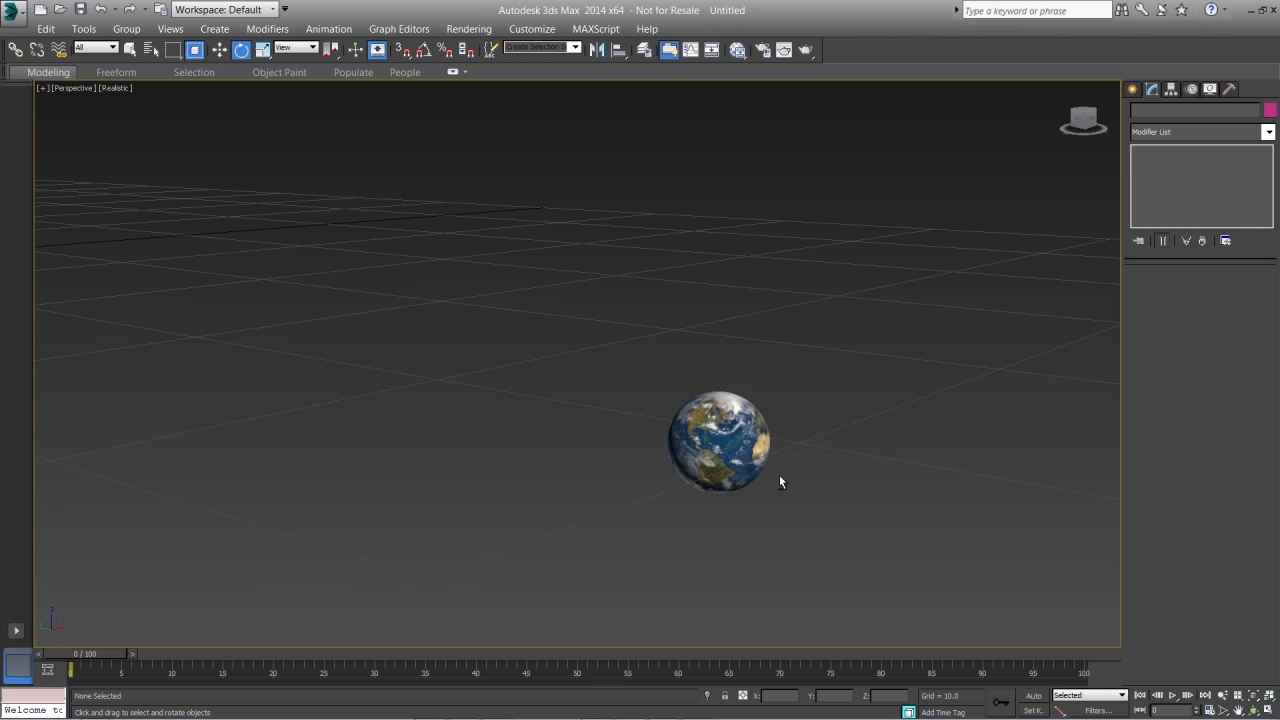 Workspace: Default
Autodesk 3ds Max 2014 x64 - Not for Resale Untitled
Type a keyword or phrase
Edit Tools Group Views Create Modifiers Animation Graph Editors Rendering Customize MAXScript Help
All View Create Selection S
Modeling Freeform Selection Object Paint Populate People
[+] [Perspective] [Realistic]
Modifier List
0 / 100
5 10 15 20 25 30 35 40 45 50 55 60 65 70 75 80 85 90 95 100
None Selected X: Y: Z: Grid = 10.0 Auto Selected
Welcome to Click and drag to select and rotate objects Add Time Tag Set K. Filters... 0